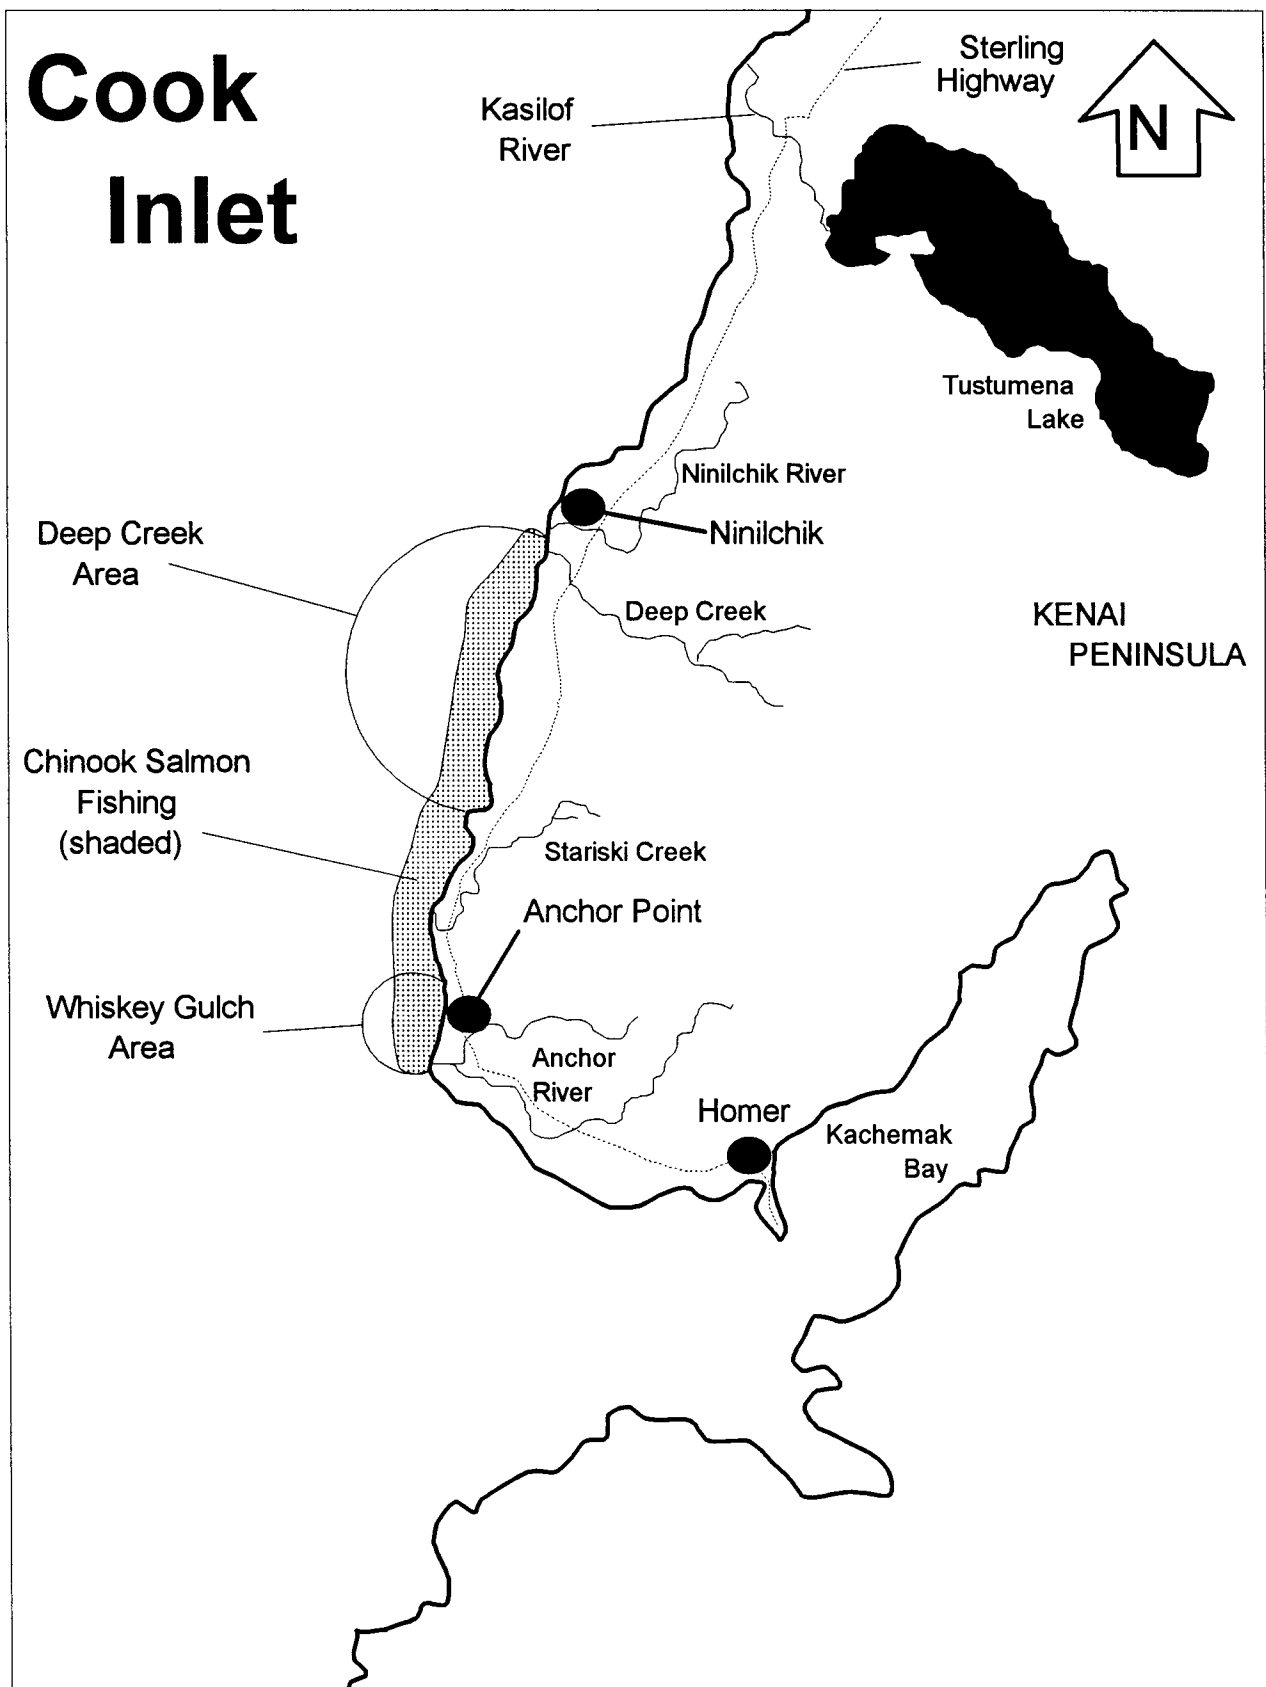 Cook
Inlet
Sterling
Highway
N
Kasilof
River
Tustumena
Lake
Ninilchik River
Ninilchik
Deep Creek
Area
Deep Creek
KENAI
PENINSULA
Chinook Salmon
Fishing
(shaded)
Stariski Creek
Anchor Point
Whiskey Gulch
Area
Anchor
River
Homer
Kachemak
Bay